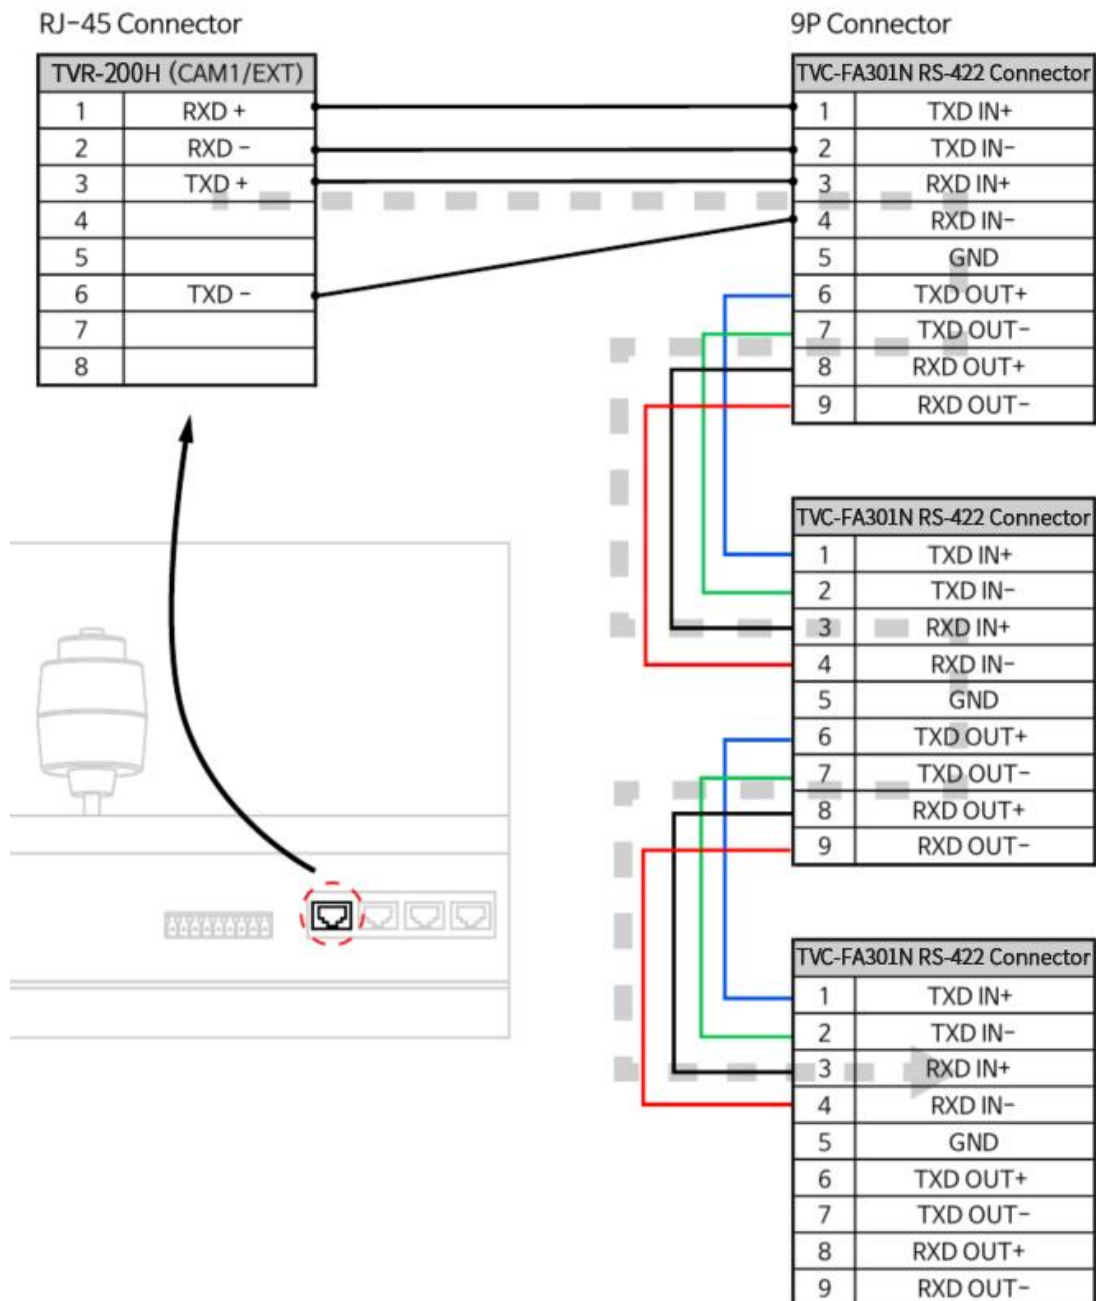 RJ-45 Connector
TVR-200H (CAM1/EXT)
1 RXD +
2 RXD -
3 TXD +
4
5
6 TXD -
7
8
9P Connector
TVC-FA301N RS-422 Connector
1 TXD IN+
2 TXD IN-
3 RXD IN+
4 RXD IN-
5 GND
6 TXD OUT+
7 TXD OUT-
8 RXD OUT+
9 RXD OUT-
TVC-FA301N RS-422 Connector
1 TXD IN+
2 TXD IN-
3 RXD IN+
4 RXD IN-
5 GND
6 TXD OUT+
7 TXD OUT-
8 RXD OUT+
9 RXD OUT-
TVC-FA301N RS-422 Connector
1 TXD IN+
2 TXD IN-
3 RXD IN+
4 RXD IN-
5 GND
6 TXD OUT+
7 TXD OUT-
8 RXD OUT+
9 RXD OUT-